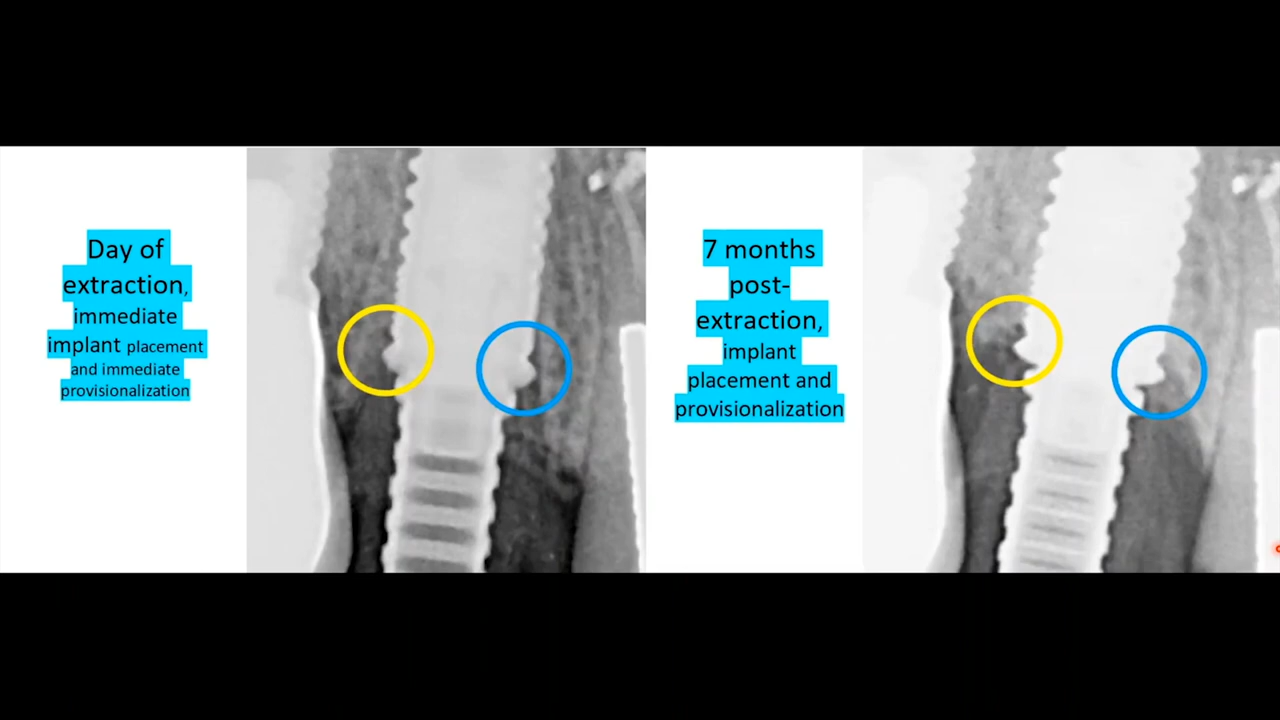 Day of
extraction,
immediate
implant placement
and immediate
provisionalization
7 months
post-
extraction,
implant
placement and
provisionalization